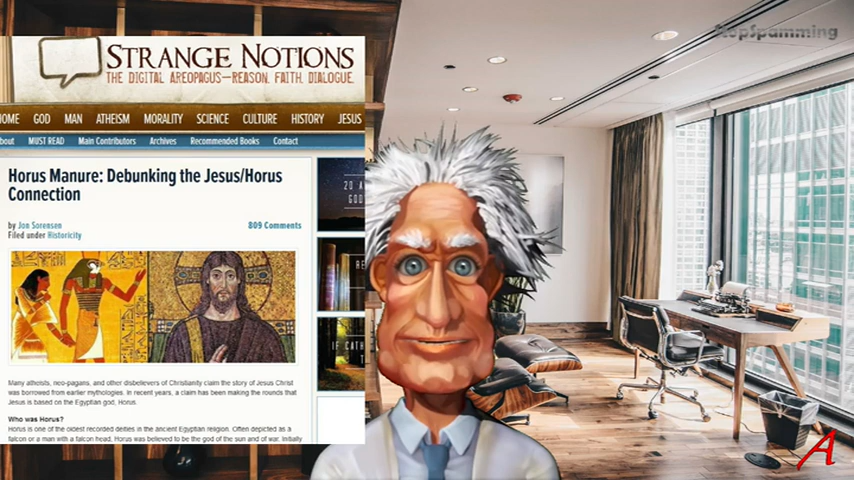 StopSpamming
STRANGE NOTIONS
THE DIGITAL AREOPAGUS—REASON. FAITH. DIALOGUE.
HOME GOD MAN ATHEISM MORALITY SCIENCE CULTURE HISTORY JESUS
About MUST READ Main Contributors Archives Recommended Books Contact
Horus Manure: Debunking the Jesus/Horus
Connection
by Jon Sorensen
809 Comments
Filed under Historicity
20 A
GOO
RE
IF CATH
Many atheists, neo-pagans, and other disbelievers of Christianity claim the story of Jesus Christ
was borrowed from earlier mythologies. In recent years, a claim has been making the rounds that
Jesus is based on the Egyptian god, Horus.
Who was Horus?
Horus is one of the oldest recorded deities in the ancient Egyptian religion. Often depicted as a
falcon or a man with a falcon head, Horus was believed to be the god of the sun and of war. Initially
A